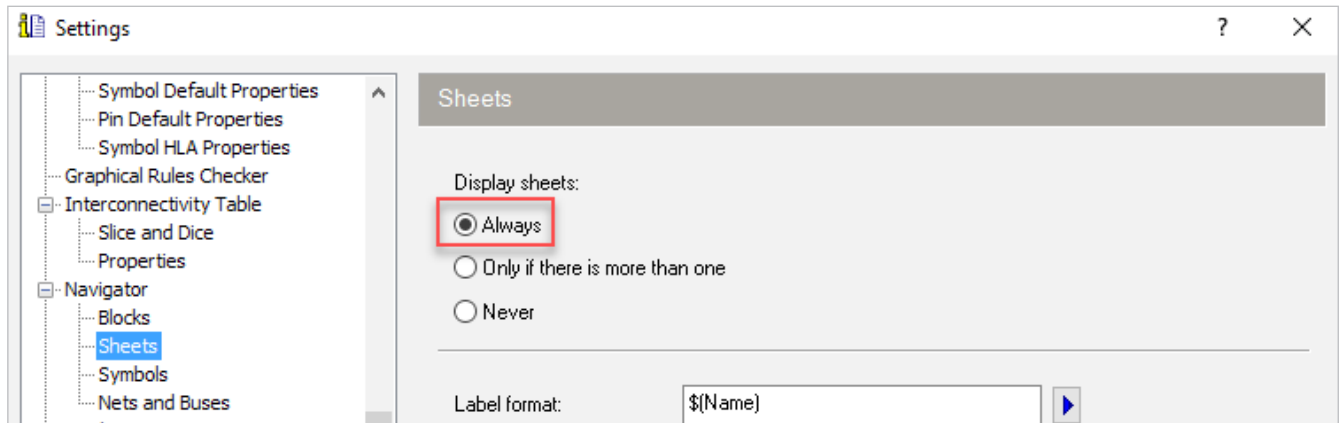 Settings
?
Symbol Default Properties
Pin Default Properties
Symbol HLA Properties
Graphical Rules Checker
Interconnectivity Table
Slice and Dice
Properties
Navigator
Blocks
Sheets
Symbols
Nets and Buses
Sheets
Display sheets:
Always
Only if there is more than one
Never
Label format:
$(Name)